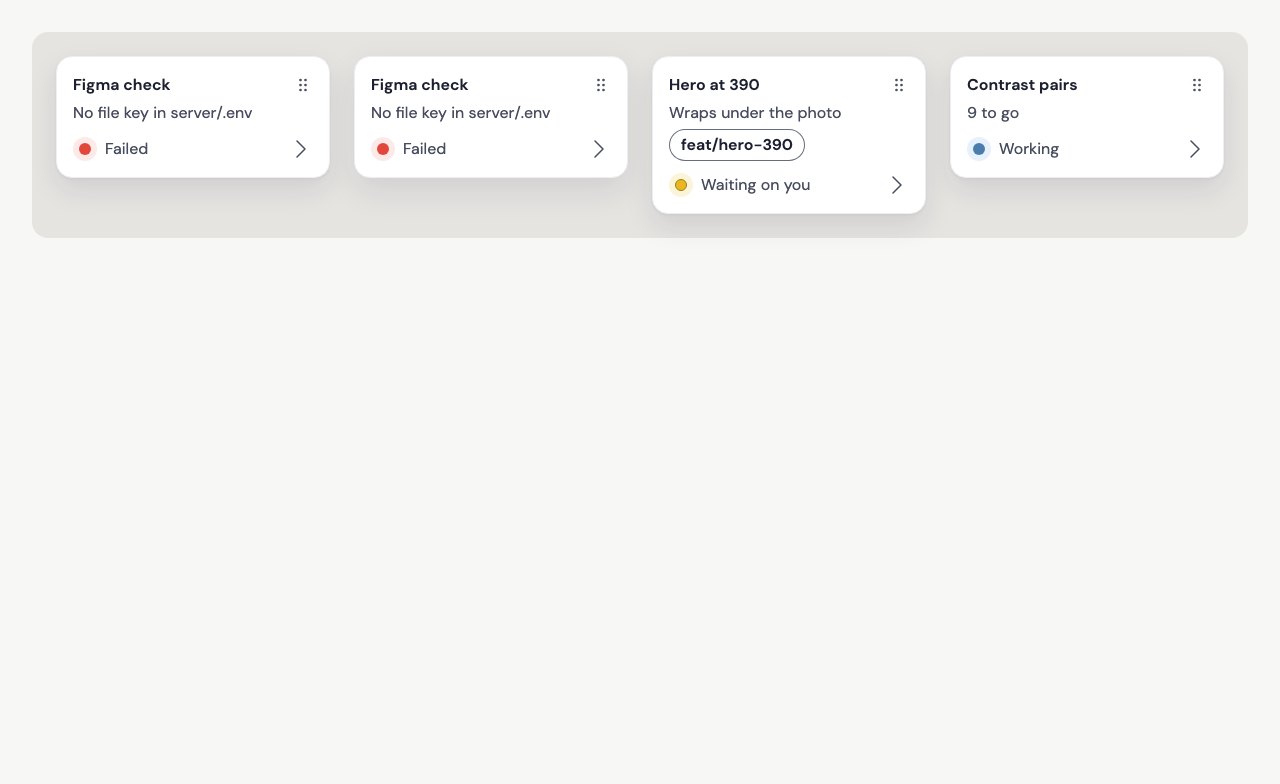 Figma check
No file key in server/.env
Failed
Figma check
No file key in server/.env
Failed
Hero at 390
Wraps under the photo
feat/hero-390
Waiting on you
Contrast pairs
9 to go
Working